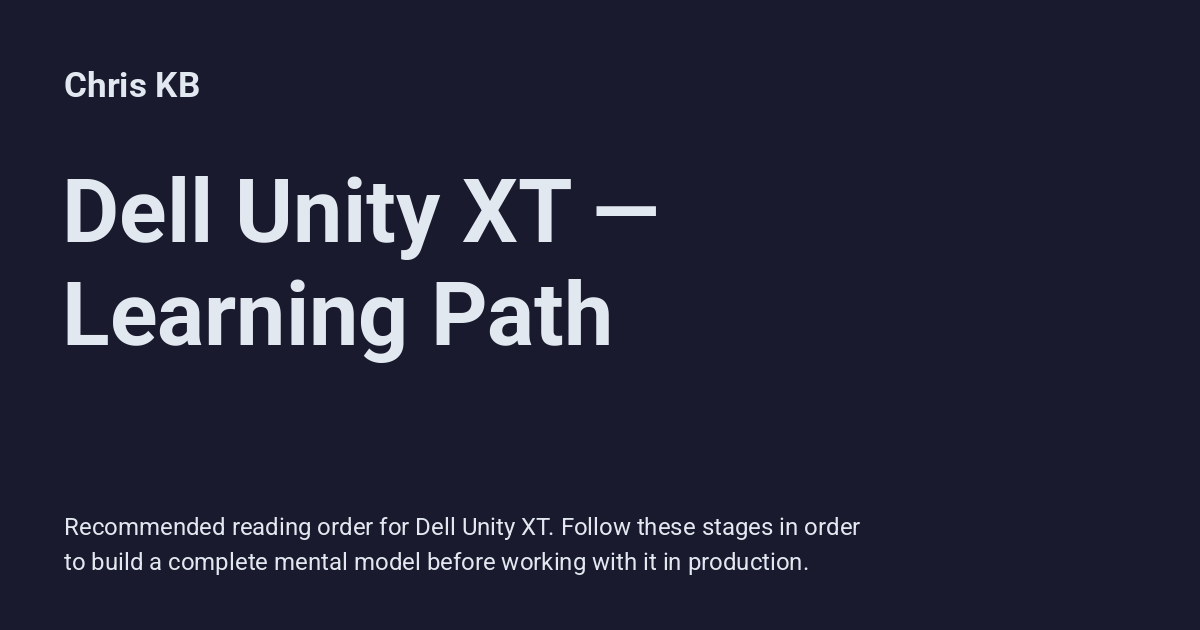 Chris KB
Dell Unity XT —
Learning Path
Recommended reading order for Dell Unity XT. Follow these stages in order
to build a complete mental model before working with it in production.